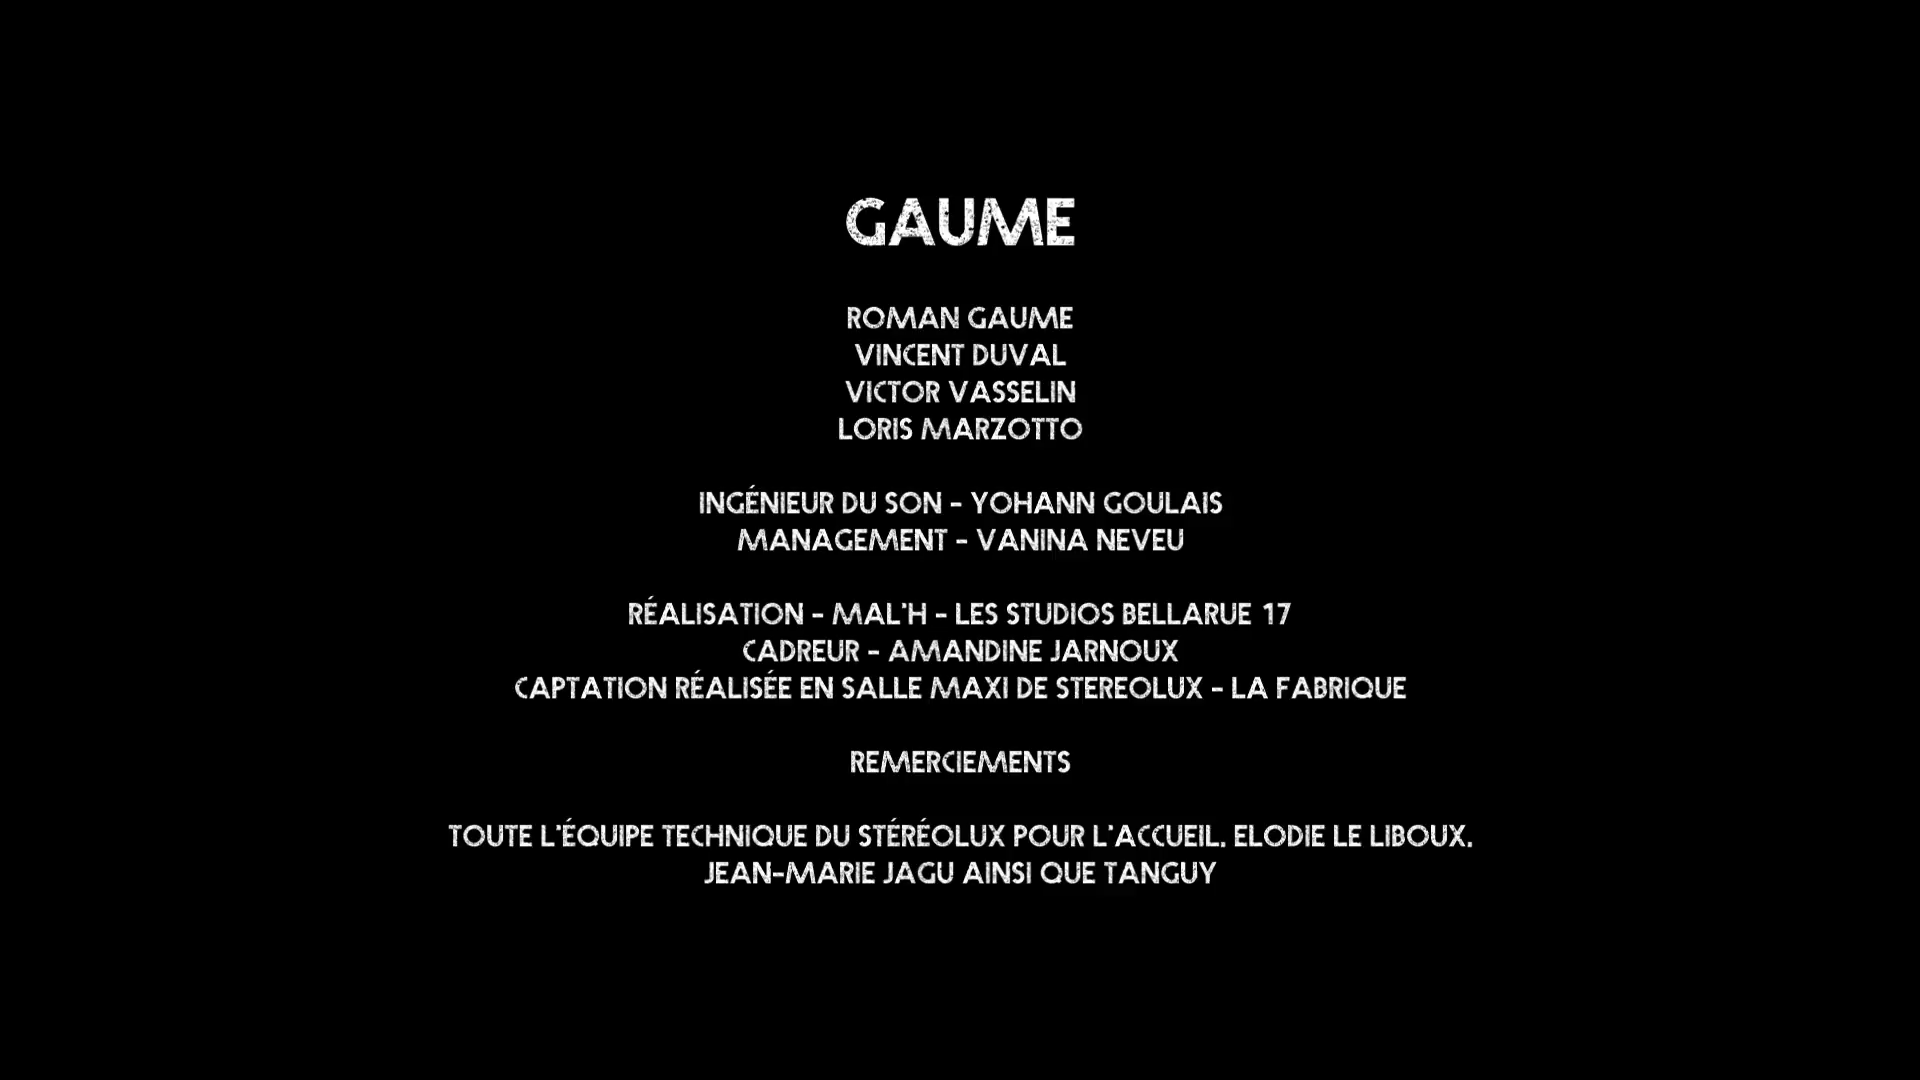 GAUME
ROMAN GAUME
VINCENT DUVAL
VICTOR VASSELIN
LORIS MARZOTTO
INGÉNIEUR DU SON - YOHANN GOULAIS
MANAGEMENT - VANINA NEVEU
RÉALISATION - MAL'H - LES STUDIOS BELLARUE 17
CADREUR - AMANDINE JARNOUX
CAPTATION RÉALISÉE EN SALLE MAXI DE STEREOLUX - LA FABRIQUE
REMERCIEMENTS
TOUTE L'ÉQUIPE TECHNIQUE DU STÉRÉOLUX POUR L'ACCUEIL, ELODIE LE LIBOUX,
JEAN-MARIE JAGU AINSI QUE TANGUY